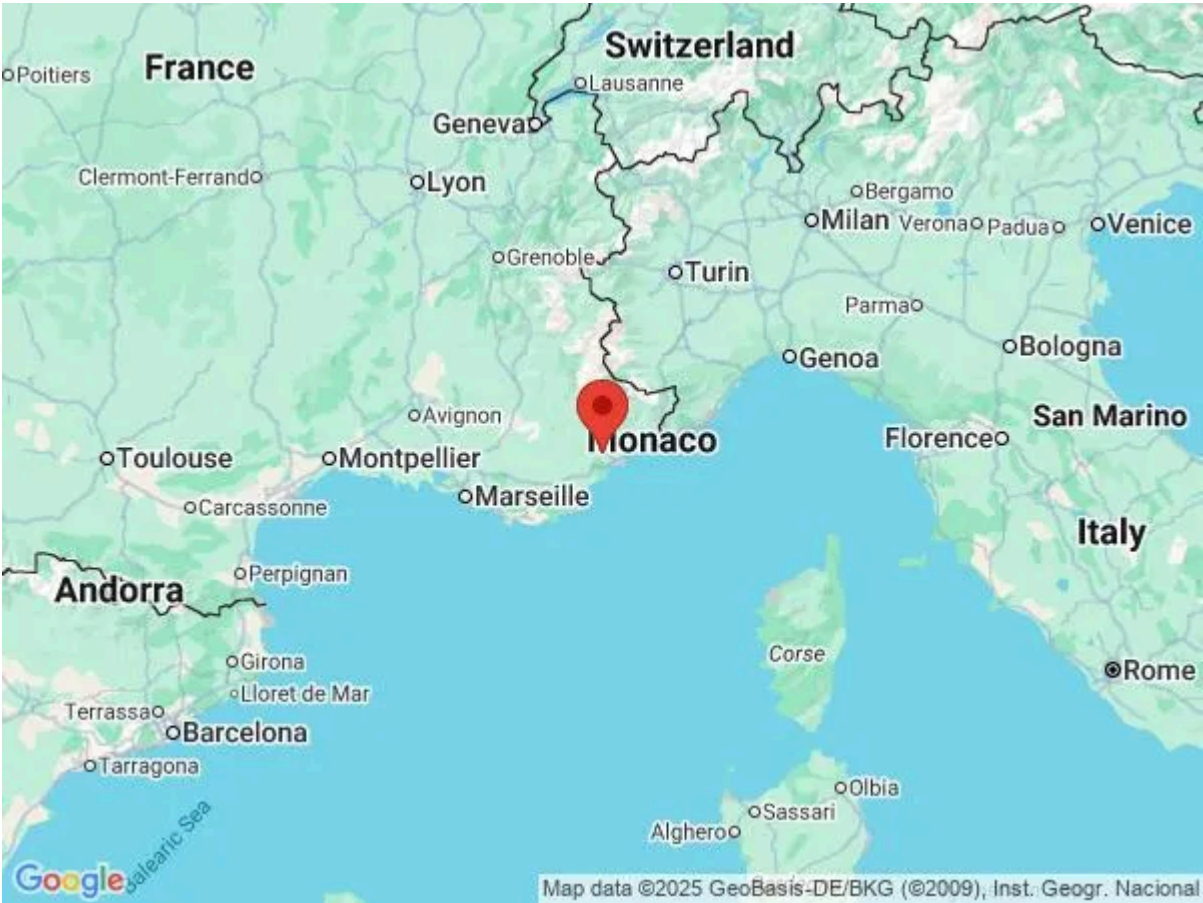 Switzerland
France
Poitiers
Lausanne
Geneva
Clermont-Ferrand
Lyon
Bergamo
Milan
Verona
Padua
Venice
Grenoble
Turin
Parma
Bologna
Genoa
Avignon
San Marino
Monaco
Florence
Toulouse
Montpellier
Marseille
Carcassonne
Italy
Perpignan
Andorra
Corse
Girona
Rome
Lloret de Mar
Terrassa
Barcelona
Tarragona
Olbia
Sassari
Alghero
Balearic Sea
Google
Map data ©2025 GeoBasis-DE/BKG (©2009), Inst. Geogr. Nacional